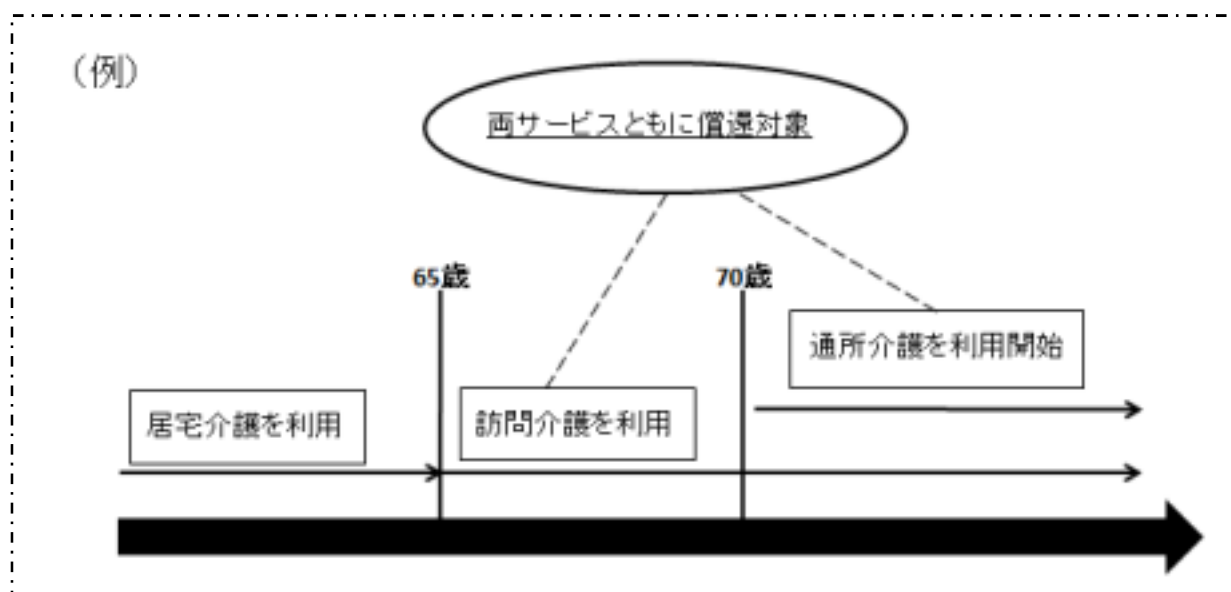 （例）
両サービスともに償還対象
65歳
70歳
通所介護を利用開始
居宅介護を利用
訪問介護を利用